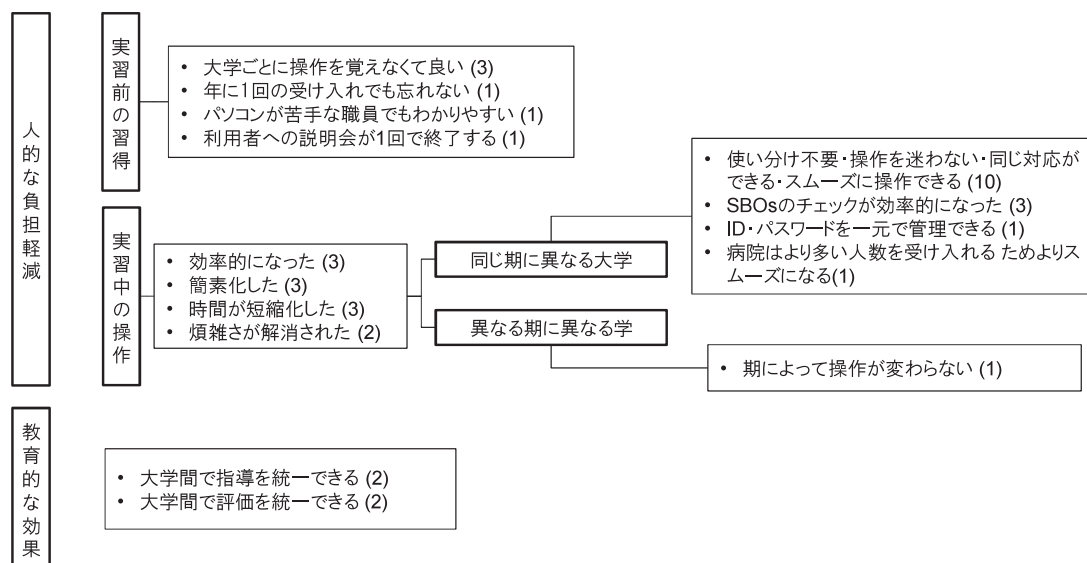 人的な負担軽減
実習前の習得
• 大学ごとに操作を覚えなくて良い (3)
• 年に1回の受け入れでも忘れない (1)
• パソコンが苦手な職員でもわかりやすい (1)
• 利用者への説明会が1回で終了する (1)
実習中の操作
• 効率的になった (3)
• 簡素化した (3)
• 時間が短縮化した (3)
• 煩雑さが解消された (2)
同じ期に異なる大学
• 使い分け不要・操作を迷わない・同じ対応が
できる・スムーズに操作できる (10)
• SBOsのチェックが効率的になった (3)
• ID・パスワードを一元で管理できる (1)
• 病院はより多い人数を受け入れる ためよりス
ムーズになる(1)
異なる期に異なる学
• 期によって操作が変わらない (1)
教育的な効果
• 大学間で指導を統一できる (2)
• 大学間で評価を統一できる (2)